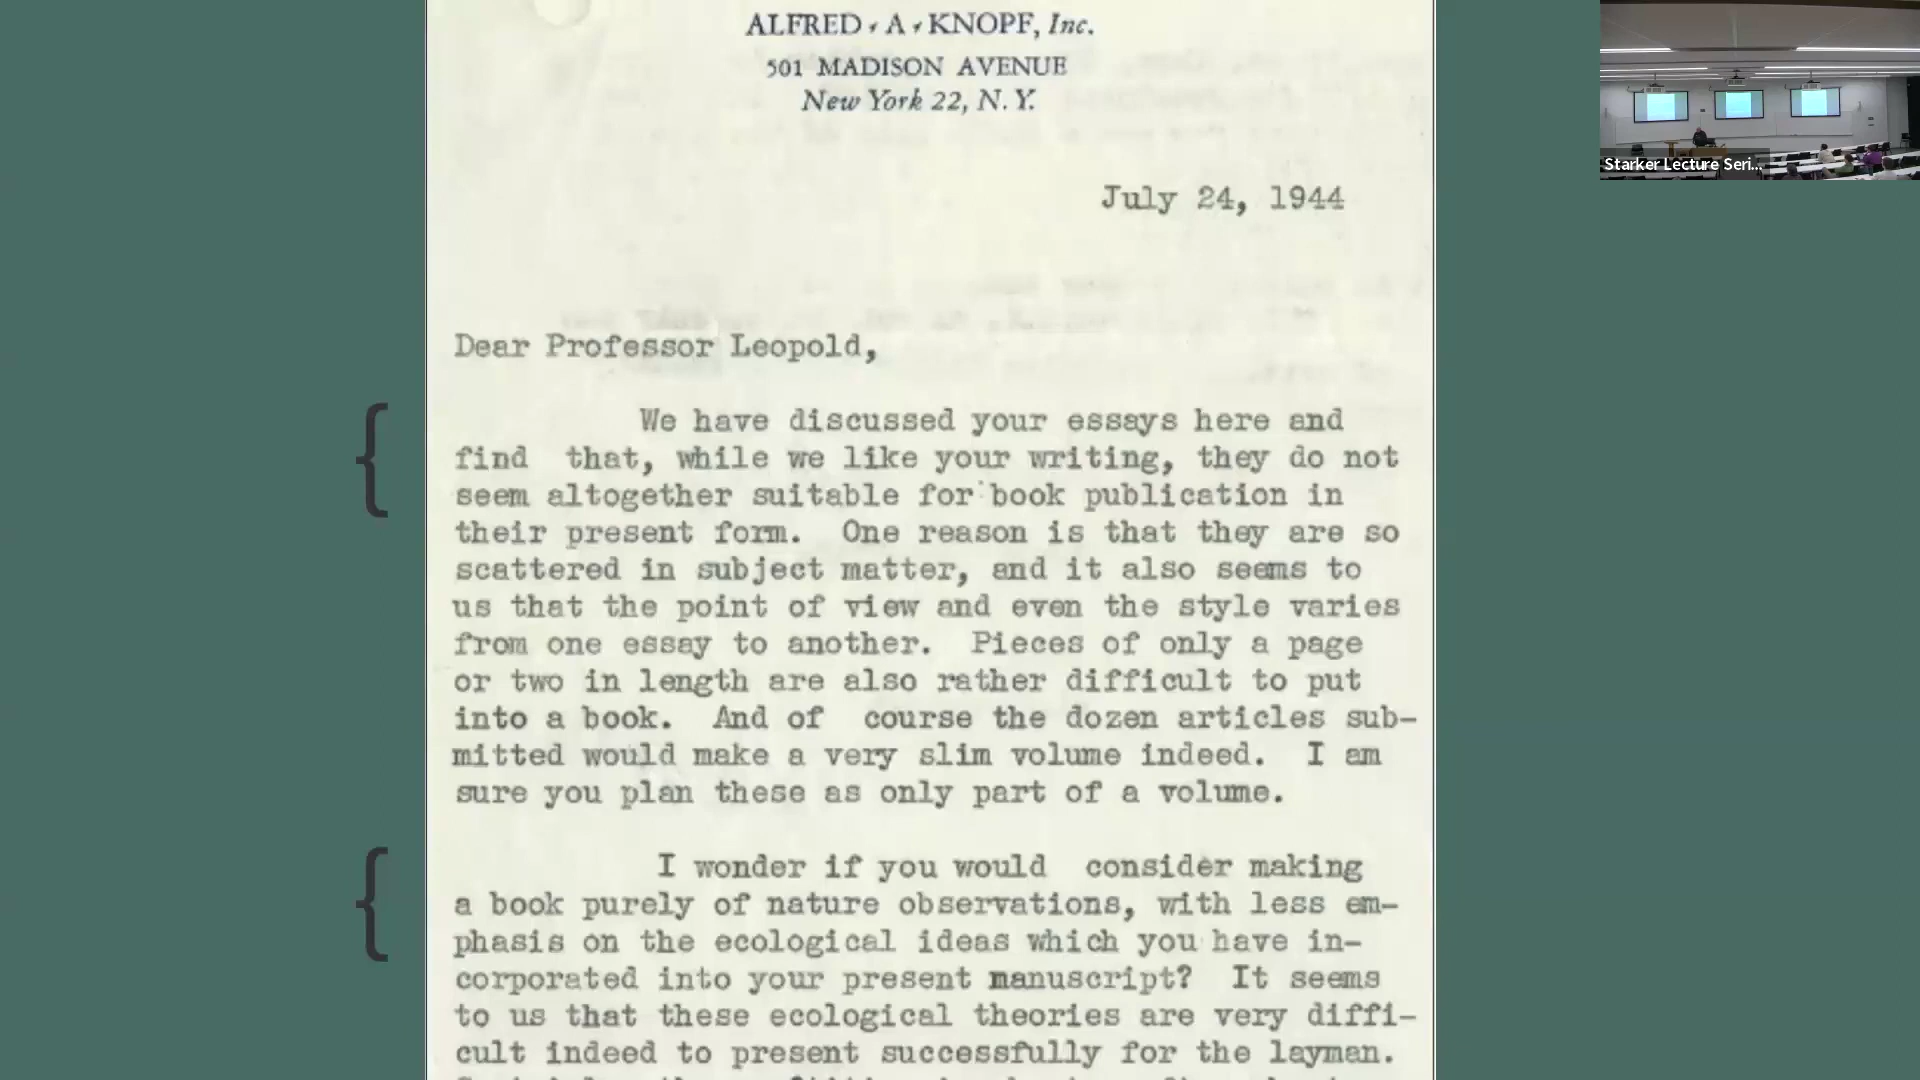 ALFRED · A · KNOPF, Inc.
501 MADISON AVENUE
New York 22, N. Y.
July 24, 1944
Dear Professor Leopold,
We have discussed your essays here and
find that, while we like your writing, they do not
seem altogether suitable for book publication in
their present form. One reason is that they are so
scattered in subject matter, and it also seems to
us that the point of view and even the style varies
from one essay to another. Pieces of only a page
or two in length are also rather difficult to put
into a book. And of course the dozen articles sub-
mitted would make a very slim volume indeed. I am
sure you plan these as only part of a volume.
I wonder if you would consider making
a book purely of nature observations, with less em-
phasis on the ecological ideas which you have in-
corporated into your present manuscript? It seems
to us that these ecological theories are very diffi-
cult indeed to present successfully for the layman.
Starker Lecture Seri...